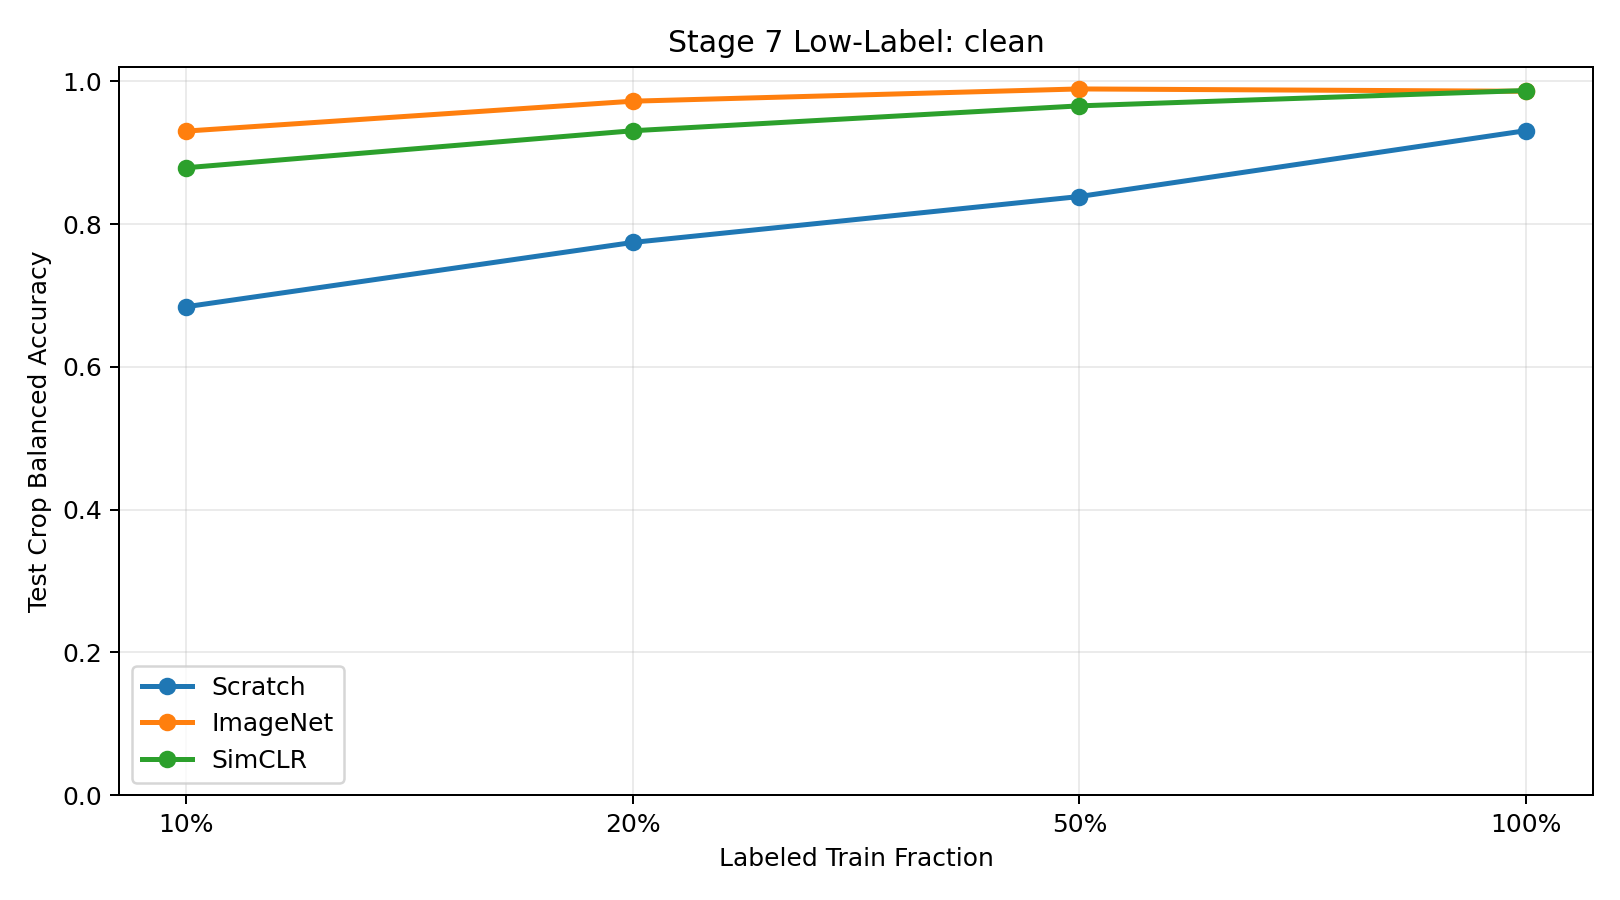 Stage 7 Low-Label: clean
Test Crop Balanced Accuracy
1.0
0.8
0.6
0.4
0.2
0.0
Scratch
ImageNet
SimCLR
10%
20%
50%
100%
Labeled Train Fraction